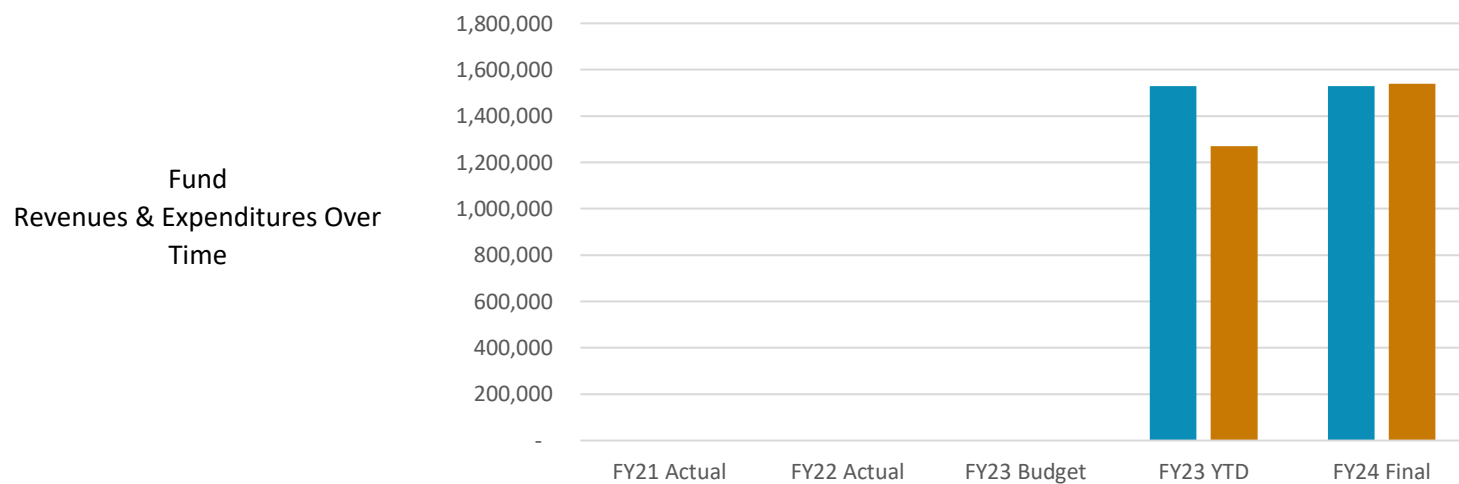 Fund
Revenues & Expenditures Over
Time
1,800,000
1,600,000
1,400,000
1,200,000
1,000,000
800,000
600,000
400,000
200,000
-
FY21 Actual FY22 Actual FY23 Budget FY23 YTD FY24 Final